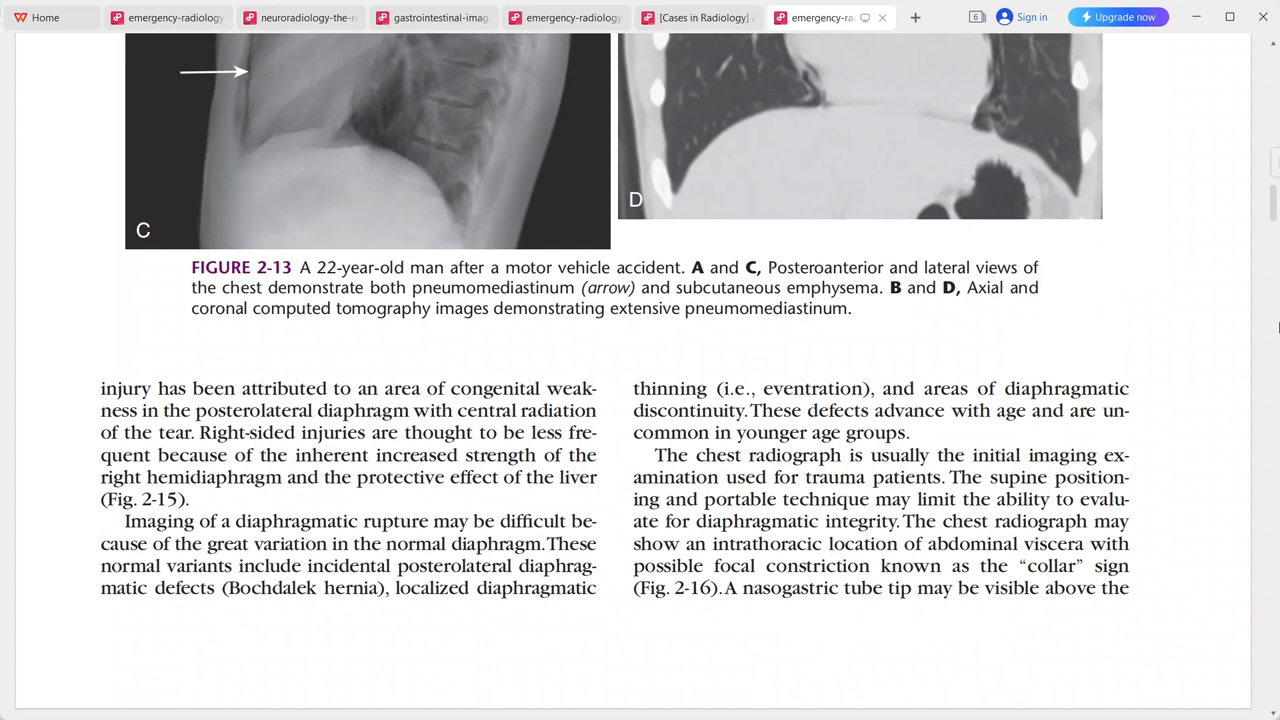 Home
emergency-radiology
neuroradiology-the-r
gastrointestinal-imag
emergency-radiology
[Cases in Radiology]
emergency-ra
6
Sign in
Upgrade now
C
D
FIGURE 2-13 A 22-year-old man after a motor vehicle accident. A and C, Posteroanterior and lateral views of
the chest demonstrate both pneumomediastinum (arrow) and subcutaneous emphysema. B and D, Axial and
coronal computed tomography images demonstrating extensive pneumomediastinum.
injury has been attributed to an area of congenital weak-
ness in the posterolateral diaphragm with central radiation
of the tear. Right-sided injuries are thought to be less fre-
quent because of the inherent increased strength of the
right hemidiaphragm and the protective effect of the liver
(Fig. 2-15).
Imaging of a diaphragmatic rupture may be difficult be-
cause of the great variation in the normal diaphragm. These
normal variants include incidental posterolateral diaphrag-
matic defects (Bochdalek hernia), localized diaphragmatic
thinning (i.e., eventration), and areas of diaphragmatic
discontinuity. These defects advance with age and are un-
common in younger age groups.
The chest radiograph is usually the initial imaging ex-
amination used for trauma patients. The supine position-
ing and portable technique may limit the ability to evalu-
ate for diaphragmatic integrity. The chest radiograph may
show an intrathoracic location of abdominal viscera with
possible focal constriction known as the “collar” sign
(Fig. 2-16). A nasogastric tube tip may be visible above the